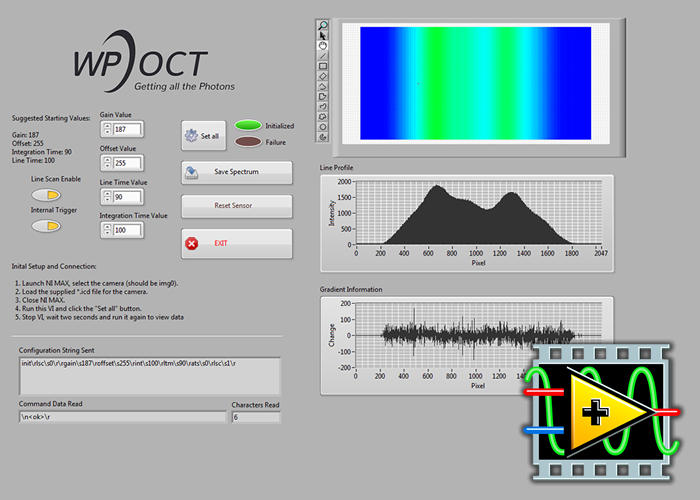 WP OCT
Getting all the Photons
Suggested Starting Values:
Gain: 187
Offset: 255
Integration Time: 90
Line Time: 100
Line Scan Enable
Internal Trigger
Gain Value
187
Offset Value
255
Line Time Value
90
Integration Time Value
100
Set all
Initialized
Failure
Save Spectrum
Reset Sensor
EXIT
Inital Setup and Connection:
1. Launch NI MAX, select the camera (should be img0).
2. Load the supplied *.icd file for the camera.
3. Close NI MAX.
4. Run this VI and click the "Set all" button.
5. Stop VI, wait two seconds and run it again to view data
Configuration String Sent
init\rlsc\s0\r\rgain\s187\roffset\s255\rint\s100\rltm\s90\rats\s0\rlsc\s1\r
Command Data Read
\n<ok>\r
Characters Read
6
Line Profile
Intensity
2000
1500
1000
500
0
0 200 400 600 800 1000 1200 1400 1600 1800 2047
Pixel
Gradient Information
Change
200
100
0
-100
-200
0 200 400 600 800 1000 1200
Pixel